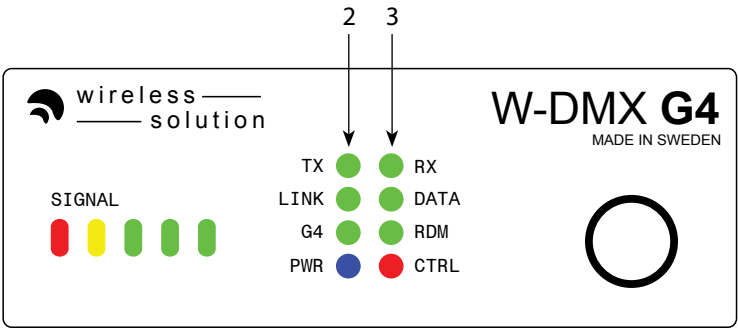 2 3
wireless
solution
W-DMX G4
MADE IN SWEDEN
TX RX
SIGNAL
LINK DATA
G4 RDM
PWR CTRL